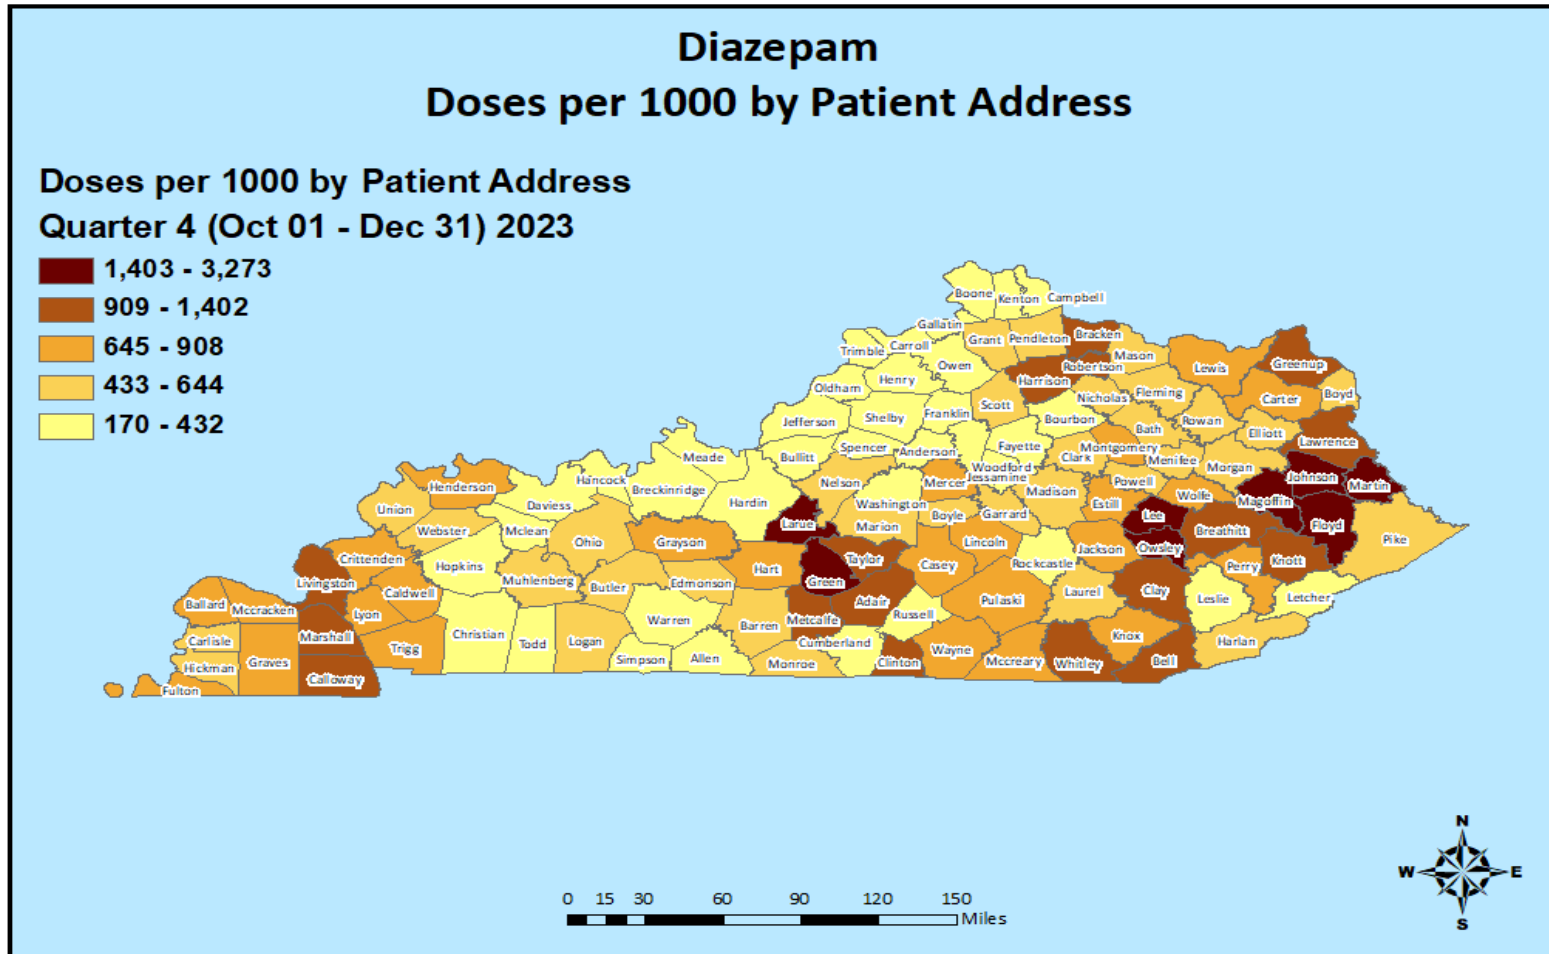 Diazepam
Doses per 1000 by Patient Address
Doses per 1000 by Patient Address
Quarter 4 (Oct 01 - Dec 31) 2023
1,403 - 3,273
909 - 1,402
645 - 908
433 - 644
170 - 432
Boone
Kenton
Campbell
Gallatin
Grant
Pendleton
Bracken
Trimble
Carroll
Owen
Robertson
Mason
Lewis
Greenup
Oldham
Henry
Harrison
Nicholas
Fleming
Carter
Boyd
Jefferson
Shelby
Franklin
Scott
Bourbon
Bath
Rowan
Elliott
Lawrence
Meade
Bullitt
Spencer
Anderson
Woodford
Fayette
Clark
Montgomery
Menifee
Morgan
Johnson
Martin
Henderson
Hancock
Daviess
Breckinridge
Hardin
Nelson
Washington
Mercer
Jessamine
Madison
Powell
Estill
Wolfe
Magoffin
Floyd
Pike
Union
Webster
Mclean
Ohio
Grayson
Larue
Marion
Boyle
Garrard
Lee
Owsley
Breathitt
Knott
Crittenden
Livingston
Hopkins
Muhlenberg
Butler
Edmonson
Hart
Green
Taylor
Casey
Lincoln
Rockcastle
Jackson
Perry
Ballard
Mccracken
Lyon
Caldwell
Christian
Todd
Logan
Warren
Barren
Metcalfe
Adair
Russell
Pulaski
Laurel
Clay
Leslie
Letcher
Carlisle
Hickman
Fulton
Graves
Marshall
Calloway
Trigg
Simpson
Allen
Monroe
Cumberland
Clinton
Wayne
Mccreary
Whitley
Knox
Bell
Harlan
0 15 30 60 90 120 150
Miles
N
W E
S